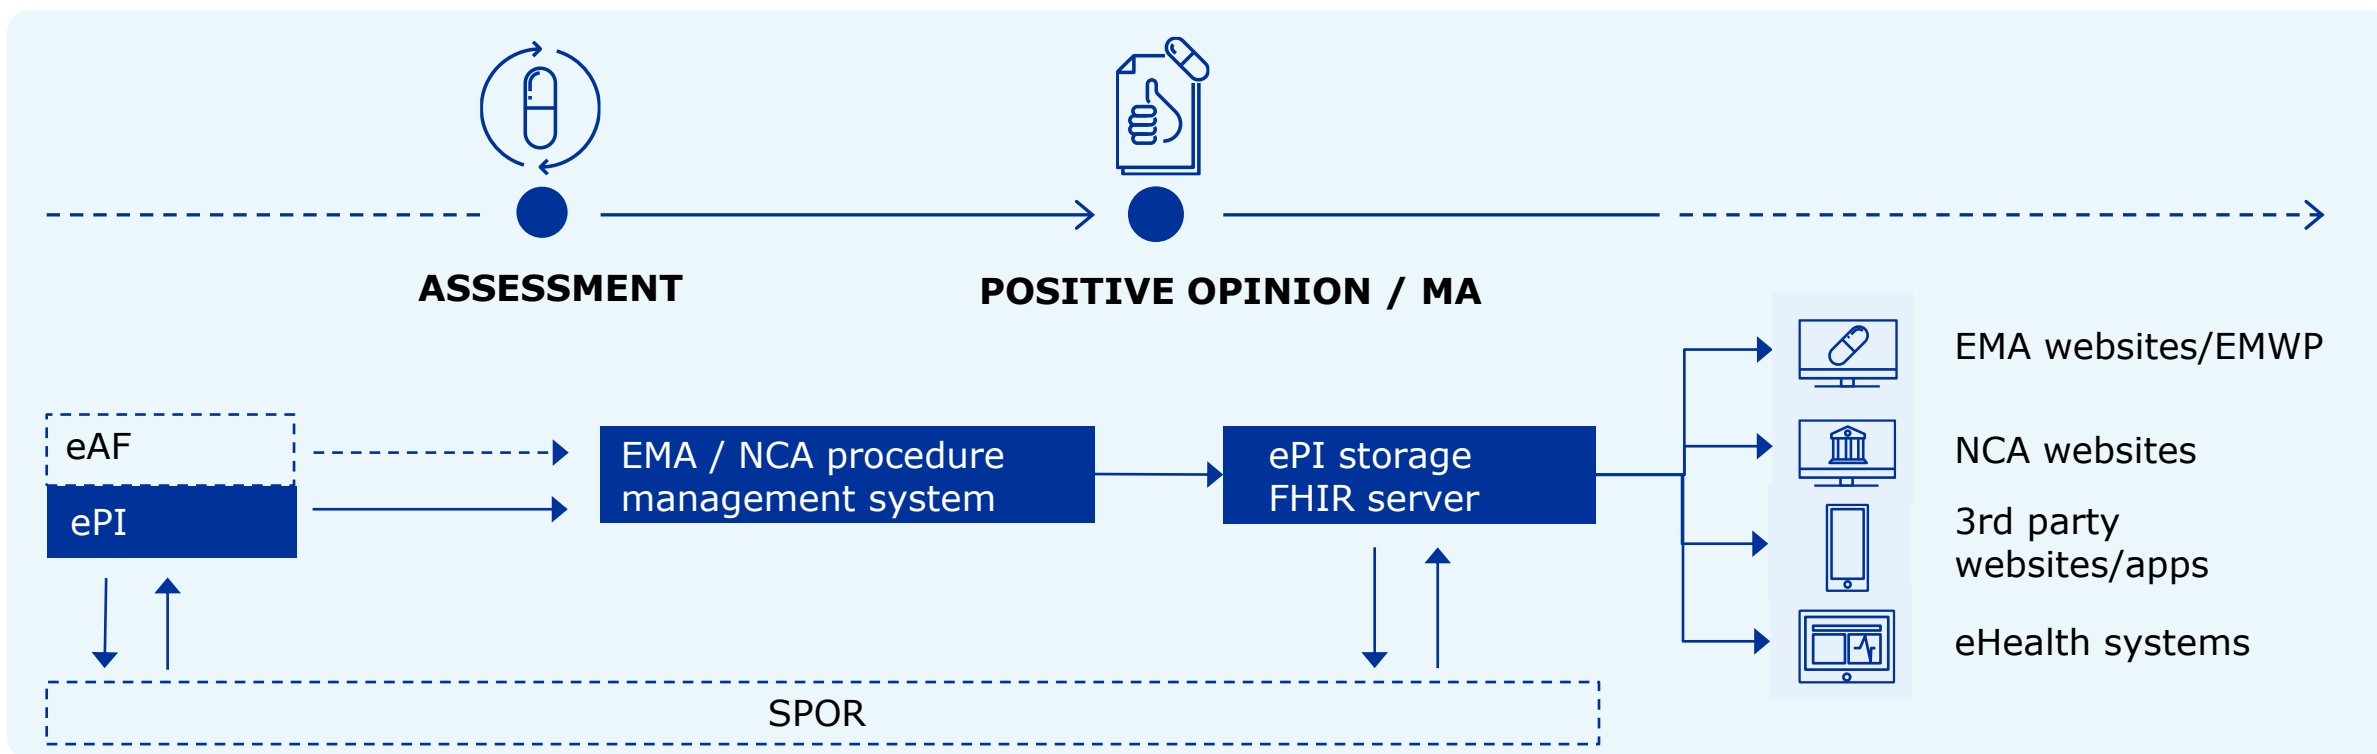 ASSESSMENT
POSITIVE OPINION / MA
eAF
ePI
EMA / NCA procedure
management system
ePI storage
FHIR server
EMA websites/EMWP
NCA websites
3rd party
websites/apps
eHealth systems
SPOR